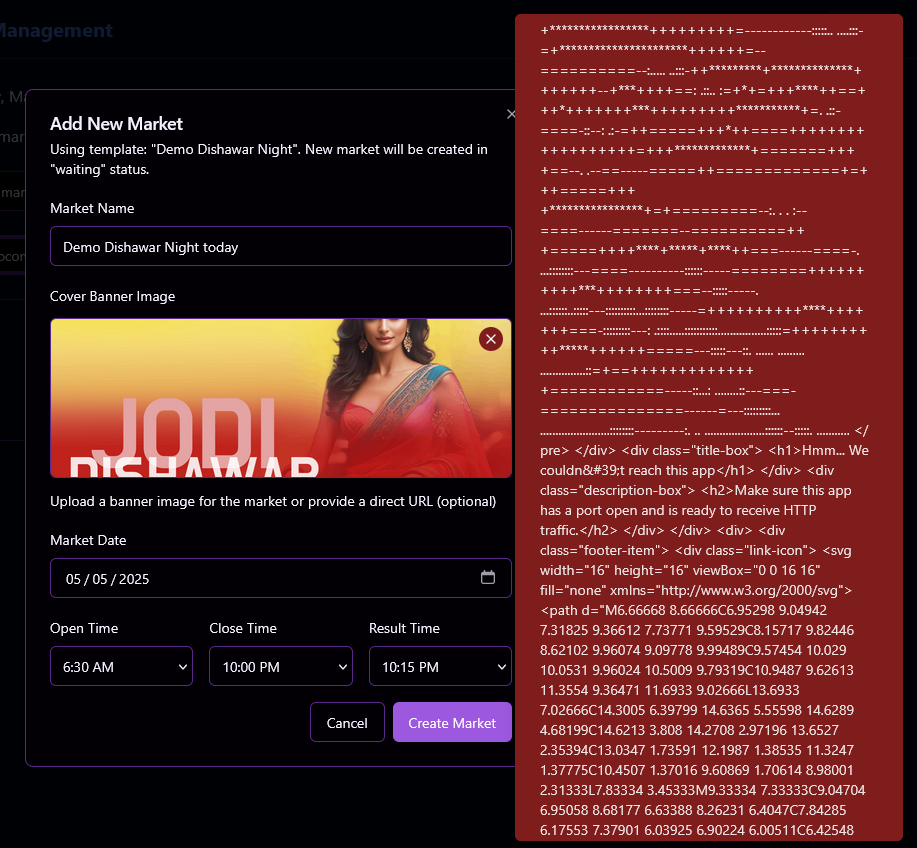 Management
Add New Market
Using template: "Demo Dishawar Night". New market will be created in
"waiting" status.
Market Name
Demo Dishawar Night today
Cover Banner Image
JODI
DISHAWAR
Upload a banner image for the market or provide a direct URL (optional)
Market Date
05 / 05 / 2025
Open Time
Close Time
Result Time
6:30 AM
10:00 PM
10:15 PM
Cancel
Create Market
</
pre> </div> <div class="title-box"> <h1>Hmm... We
couldn&#39;t reach this app</h1> </div> <div
class="description-box"> <h2>Make sure this app
has a port open and is ready to receive HTTP
traffic.</h2> </div> </div> <div> <div
class="footer-item"> <div class="link-icon"> <svg
width="16" height="16" viewBox="0 0 16 16"
fill="none" xmlns="http://www.w3.org/2000/svg">
<path d="M6.66668 8.66666C6.95298 9.04942
7.31825 9.36612 7.73771 9.59529C8.15717 9.82446
8.62102 9.96074 9.09778 9.99489C9.57454 10.029
10.0531 9.96024 10.5009 9.79319C10.9487 9.62613
11.3554 9.36471 11.6933 9.02666L13.6933
7.02666C14.3005 6.39799 14.6365 5.55598 14.6289
4.68199C14.6213 3.808 14.2708 2.97196 13.6527
2.35394C13.0347 1.73591 12.1987 1.38535 11.3247
1.37775C10.4507 1.37016 9.60869 1.70614 8.98001
2.31333L7.83334 3.45333M9.33334 7.33333C9.04704
6.95058 8.68177 6.63388 8.26231 6.4047C7.84285
6.17553 7.37901 6.03925 6.90224 6.00511C6.42548